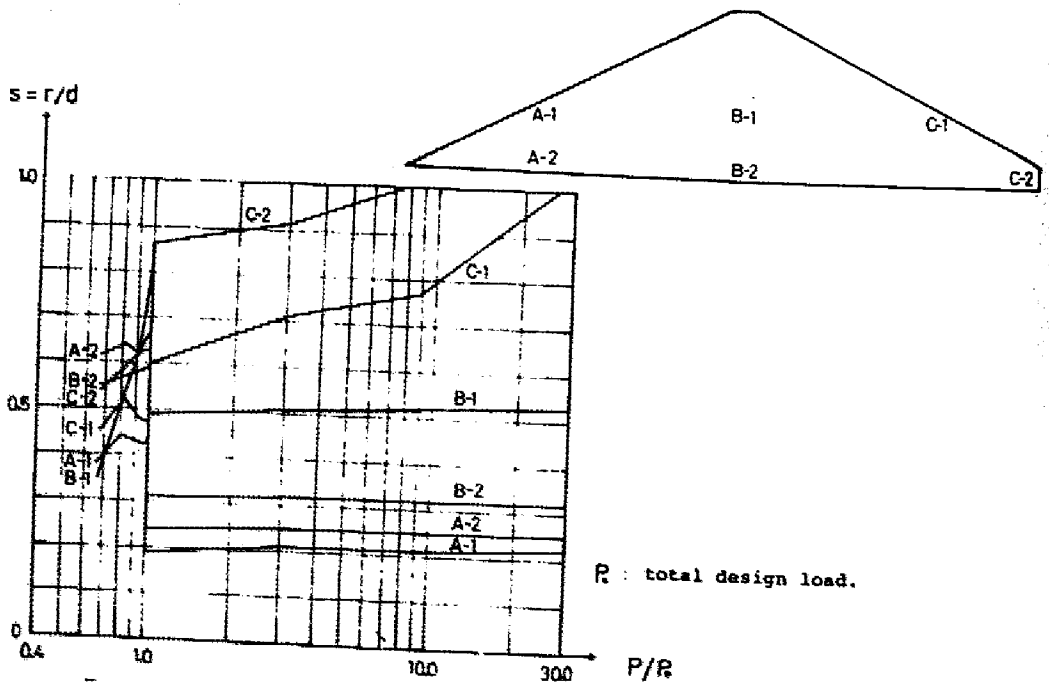 s = r/d
1.0
0.5
0
0.4
1.0
10.0
30.0
P/P₀
C-2
C-1
B-1
B-2
A-2
A-1
A-2
B-2
C-2
C-1
A-1
B-1
A-1
B-1
C-1
A-2
B-2
C-2
P₀ : total design load.